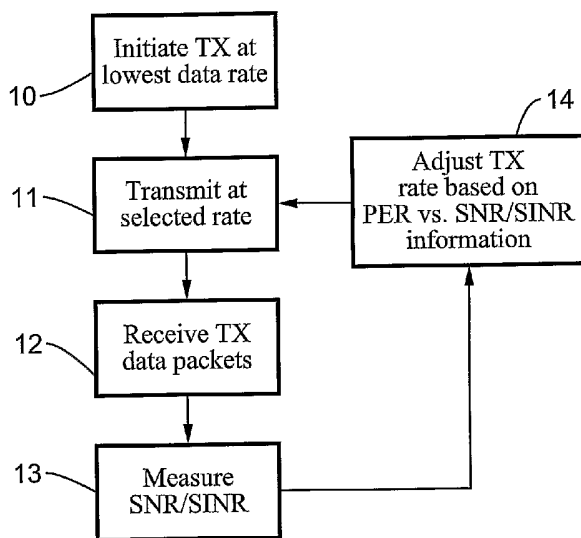 Initiate TX at
lowest data rate
10
14
Adjust TX
rate based on
PER vs. SNR/SINR
information
Transmit at
selected rate
11
Receive TX
data packets
12
Measure
SNR/SINR
13